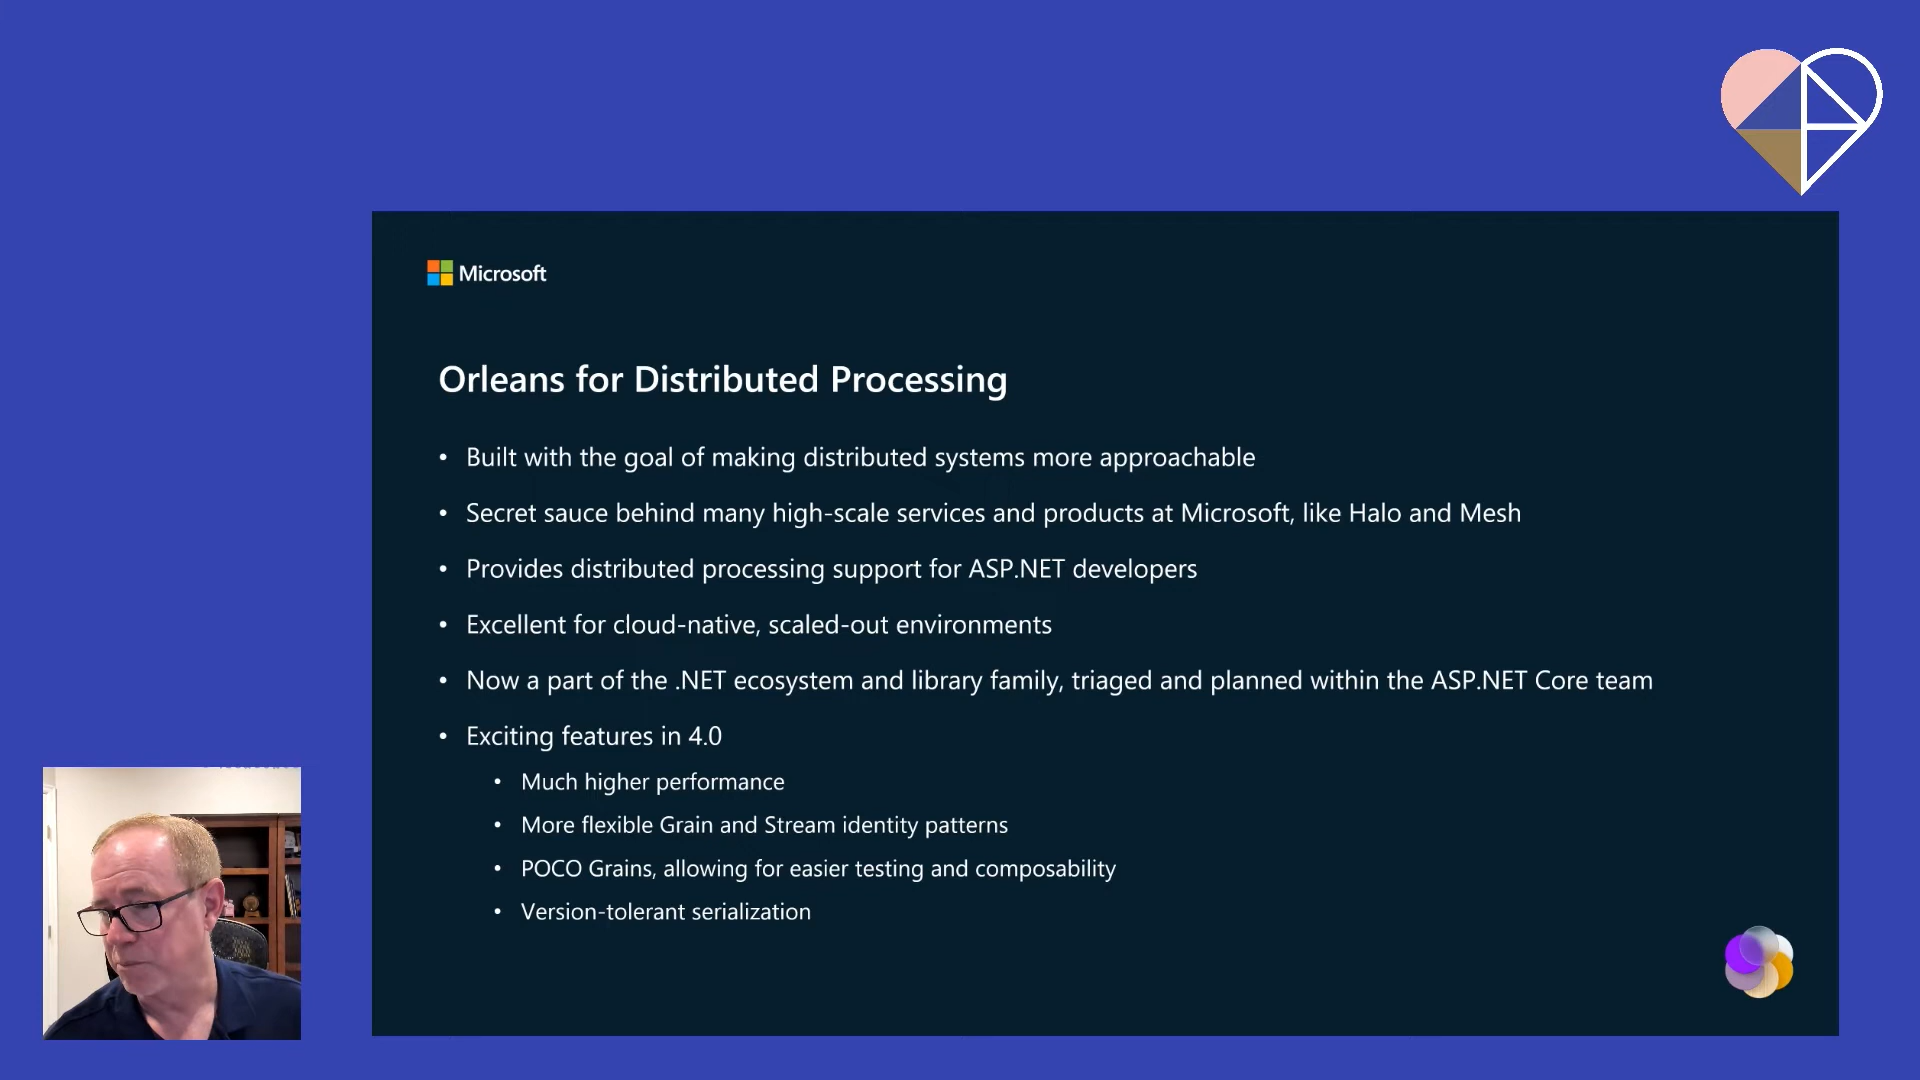 Microsoft
Orleans for Distributed Processing
• Built with the goal of making distributed systems more approachable
• Secret sauce behind many high-scale services and products at Microsoft, like Halo and Mesh
• Provides distributed processing support for ASP.NET developers
• Excellent for cloud-native, scaled-out environments
• Now a part of the .NET ecosystem and library family, triaged and planned within the ASP.NET Core team
• Exciting features in 4.0
• Much higher performance
• More flexible Grain and Stream identity patterns
• POCO Grains, allowing for easier testing and composability
• Version-tolerant serialization